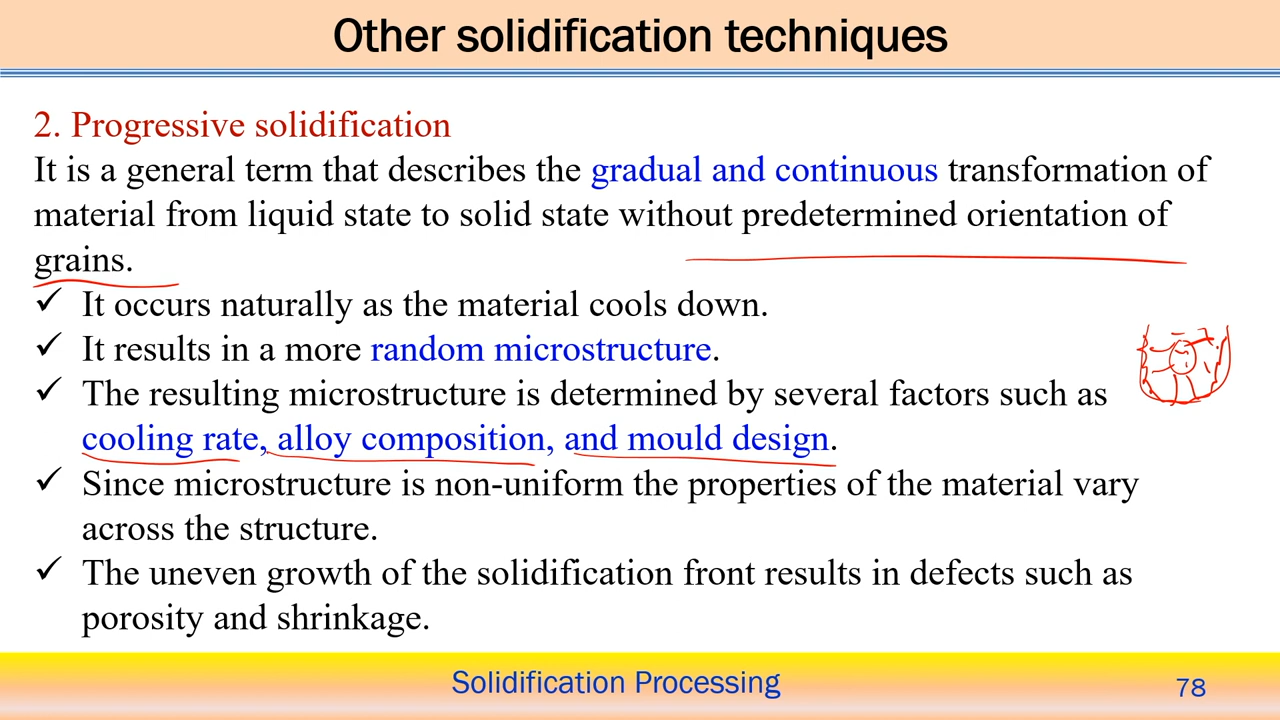 Other solidification techniques
2. Progressive solidification
It is a general term that describes the gradual and continuous transformation of
material from liquid state to solid state without predetermined orientation of
grains.
✓ It occurs naturally as the material cools down.
✓ It results in a more random microstructure.
✓ The resulting microstructure is determined by several factors such as
cooling rate, alloy composition, and mould design.
✓ Since microstructure is non-uniform the properties of the material vary
across the structure.
✓ The uneven growth of the solidification front results in defects such as
porosity and shrinkage.
Solidification Processing
78